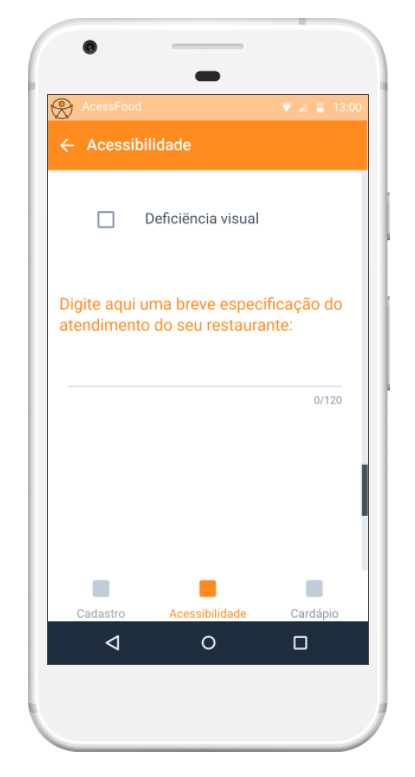 AcessFood 13:00
Acessibilidade
Deficiência visual
Digite aqui uma breve especificação do
atendimento do seu restaurante:
0/120
Cadastro Acessibilidade Cardápio